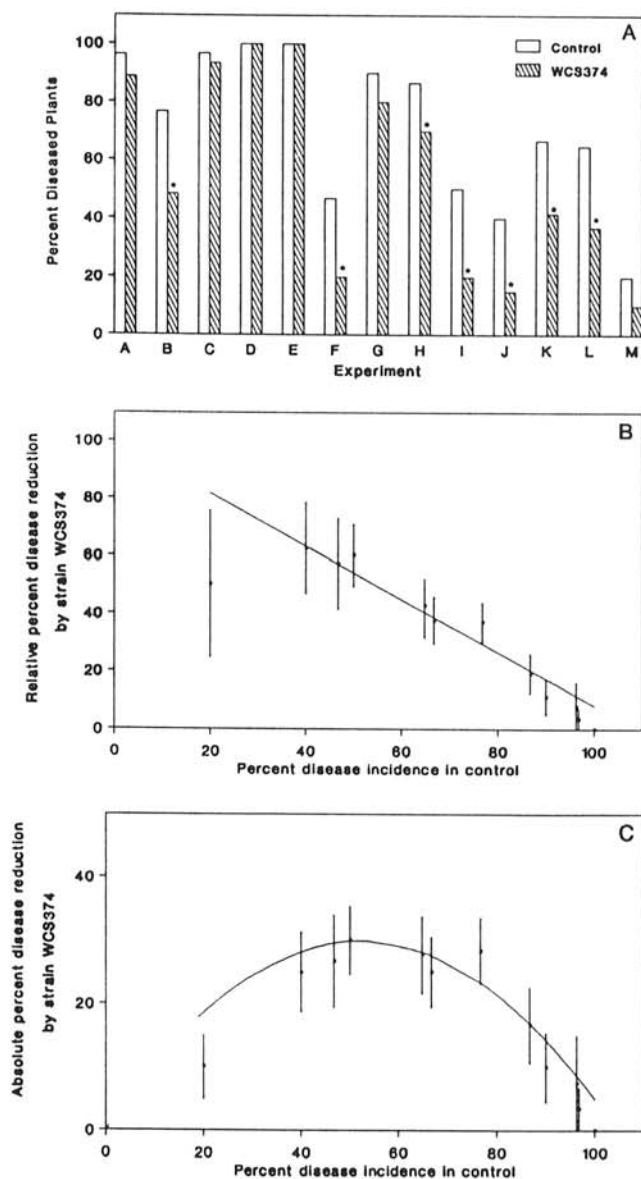 A
Control
WCS374
Percent Diseased Plants
100
80
60
40
20
0
* * * * * * *
A B C D E F G H I J K L M
Experiment
B
Relative percent disease reduction
by strain WCS374
100
80
60
40
20
0
0 20 40 60 80 100
Percent disease incidence in control
C
Absolute percent disease reduction
by strain WCS374
40
20
0
0 20 40 60 80 100
Percent disease incidence in control